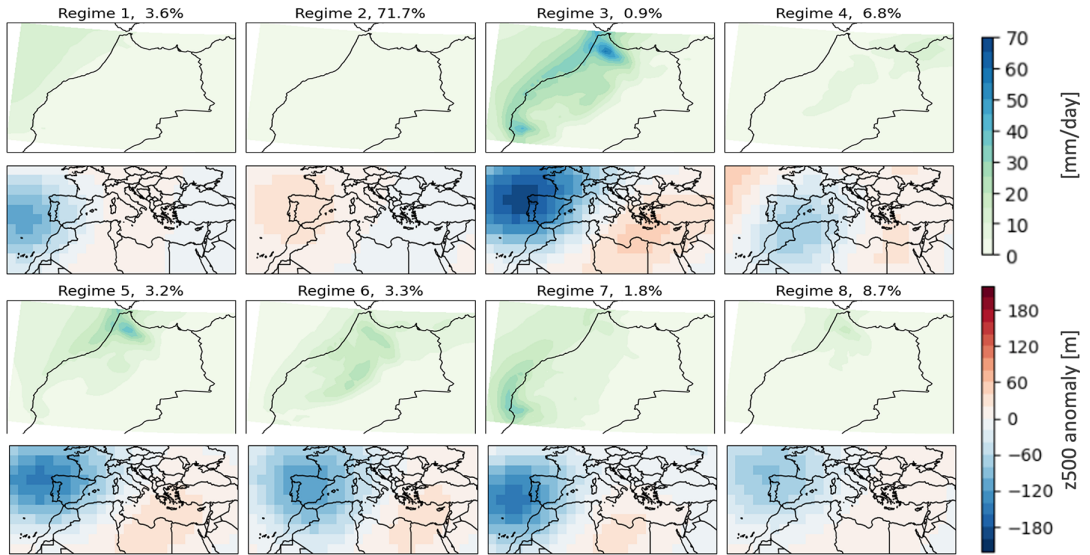 Regime 1, 3.6%
Regime 2, 71.7%
Regime 3, 0.9%
Regime 4, 6.8%
70
60
50
40
30
20
10
0
[mm/day]
Regime 5, 3.2%
Regime 6, 3.3%
Regime 7, 1.8%
Regime 8, 8.7%
180
120
60
0
−60
−120
−180
z500 anomaly [m]